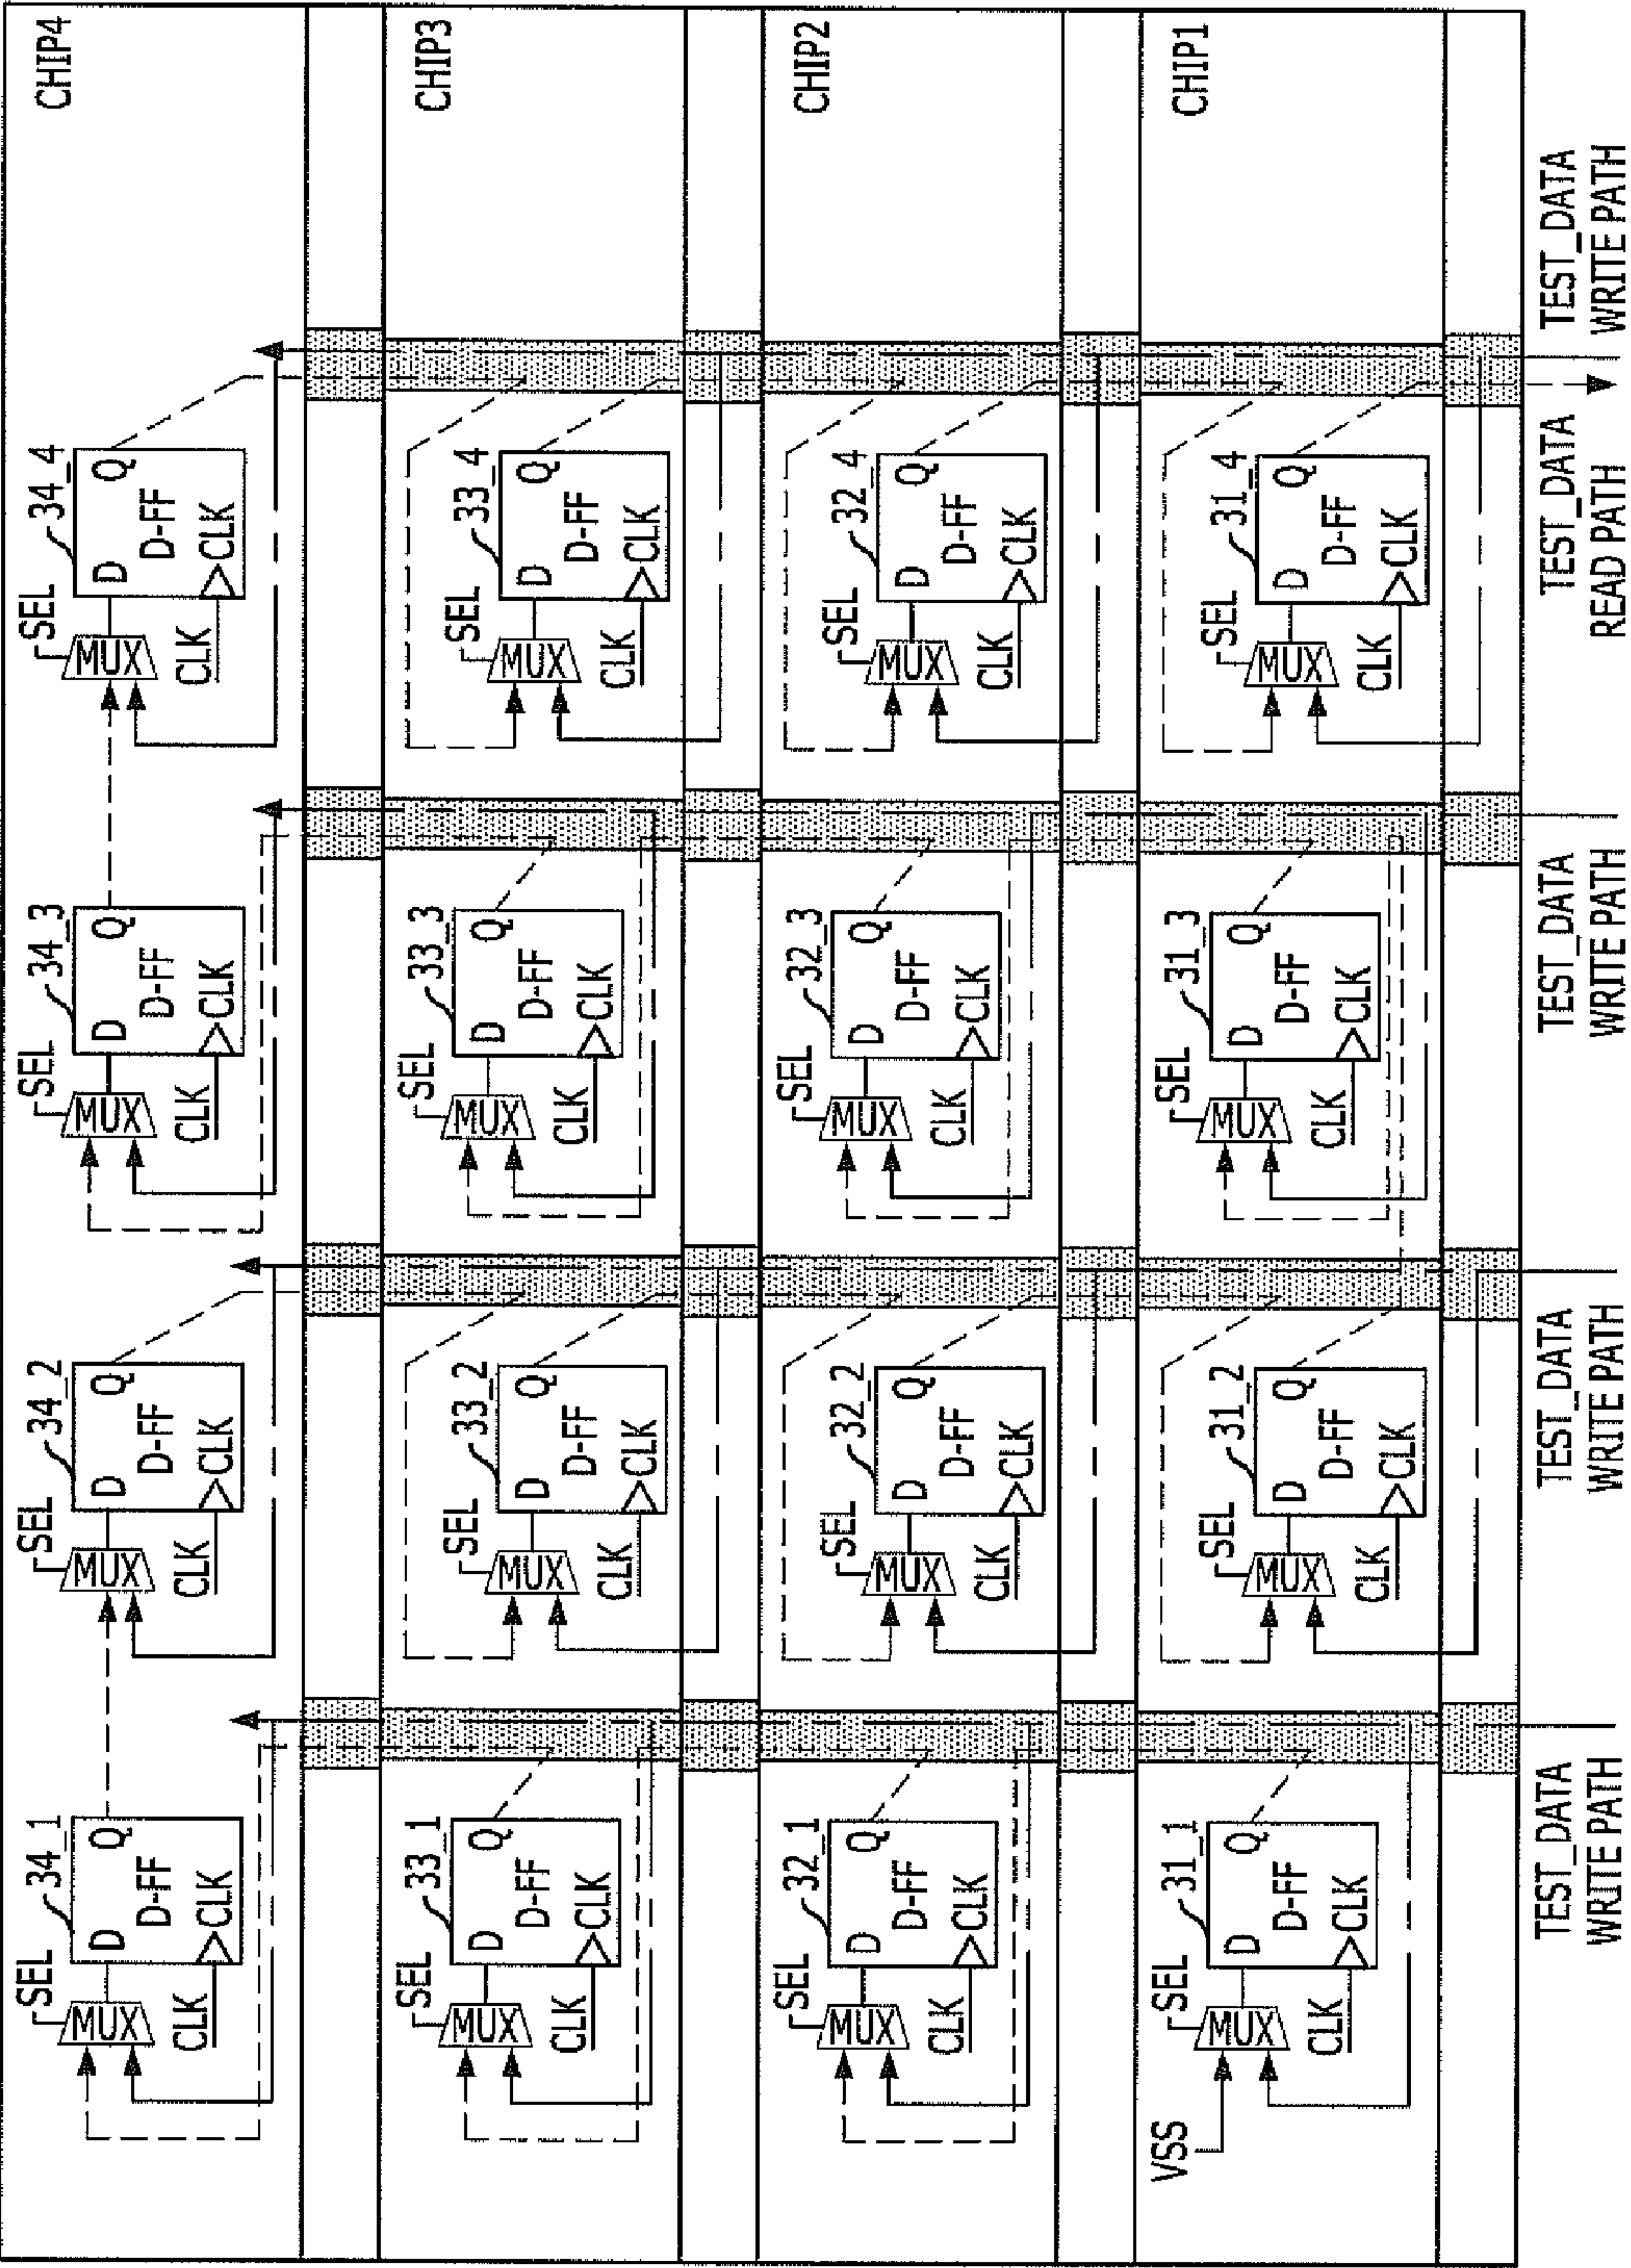 SEL
34_1
MUX
D Q
D-FF
CLK
CLK
SEL
34_2
MUX
D Q
D-FF
CLK
CLK
SEL
34_3
MUX
D Q
D-FF
CLK
CLK
SEL
34_4
MUX
D Q
D-FF
CLK
CLK
CHIP4
SEL
33_1
MUX
D Q
D-FF
CLK
CLK
SEL
33_2
MUX
D Q
D-FF
CLK
CLK
SEL
33_3
MUX
D Q
D-FF
CLK
CLK
SEL
33_4
MUX
D Q
D-FF
CLK
CLK
CHIP3
SEL
32_1
MUX
D Q
D-FF
CLK
CLK
SEL
32_2
MUX
D Q
D-FF
CLK
CLK
SEL
32_3
MUX
D Q
D-FF
CLK
CLK
SEL
32_4
MUX
D Q
D-FF
CLK
CLK
CHIP2
VSS
SEL
31_1
MUX
D Q
D-FF
CLK
CLK
SEL
31_2
MUX
D Q
D-FF
CLK
CLK
SEL
31_3
MUX
D Q
D-FF
CLK
CLK
SEL
31_4
MUX
D Q
D-FF
CLK
CLK
CHIP1
TEST_DATA
WRITE PATH
TEST_DATA
WRITE PATH
TEST_DATA
WRITE PATH
TEST_DATA
READ PATH
TEST_DATA
WRITE PATH